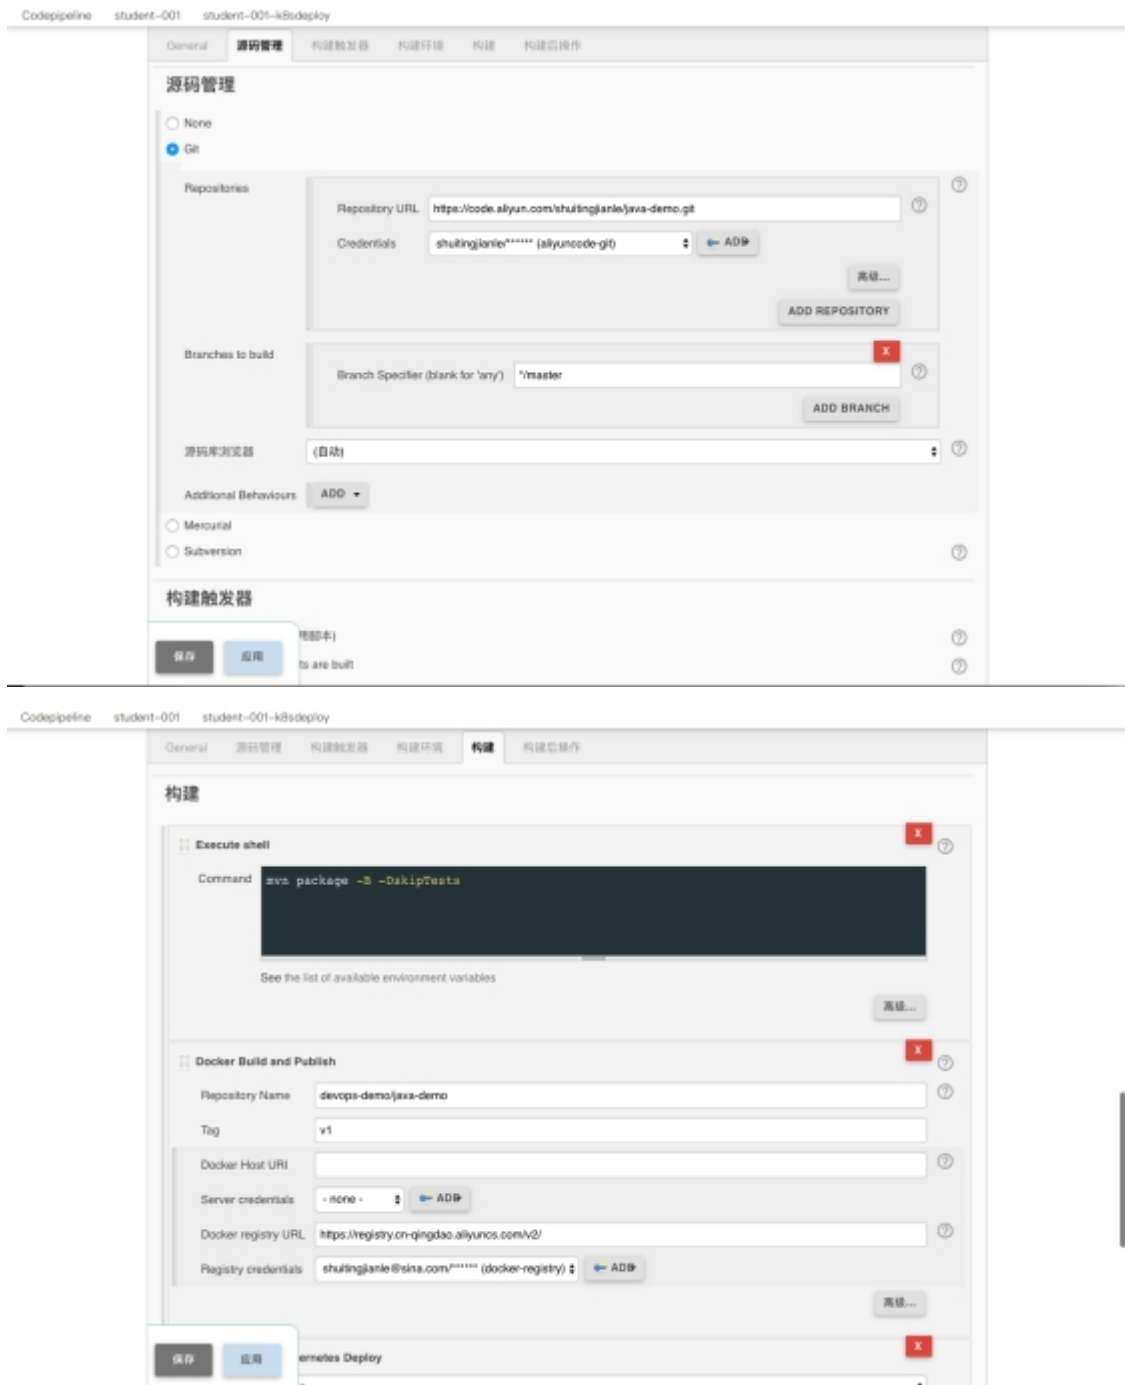 Codepipeline student-001 student-001-k8sdeploy
General 源码管理 构建触发器 构建环境 构建 构建后操作
源码管理
None
Git
Repositories
Repository URL https://code.aliyun.com/shuitingjianle/java-demo.git
Credentials shuitingjianle/****** (aliyuncode-git) ADD
高级...
ADD REPOSITORY
Branches to build
X
Branch Specifier (blank for 'any') */master
ADD BRANCH
源码库浏览器 (自动)
Additional Behaviours ADD
Mercurial
Subversion
构建触发器
用脚本)
保存 应用
ts are built
Codepipeline student-001 student-001-k8sdeploy
General 源码管理 构建触发器 构建环境 构建 构建后操作
构建
X
Execute shell
Command mvn package -B -DskipTests
See the list of available environment variables
高级...
X
Docker Build and Publish
Repository Name devops-demo/java-demo
Tag v1
Docker Host URI
Server credentials - none - ADD
Docker registry URL https://registry.cn-qingdao.aliyuncs.com/v2/
Registry credentials shuitingjianle@sina.com/****** (docker-registry) ADD
高级...
X
保存 应用 ernetes Deploy